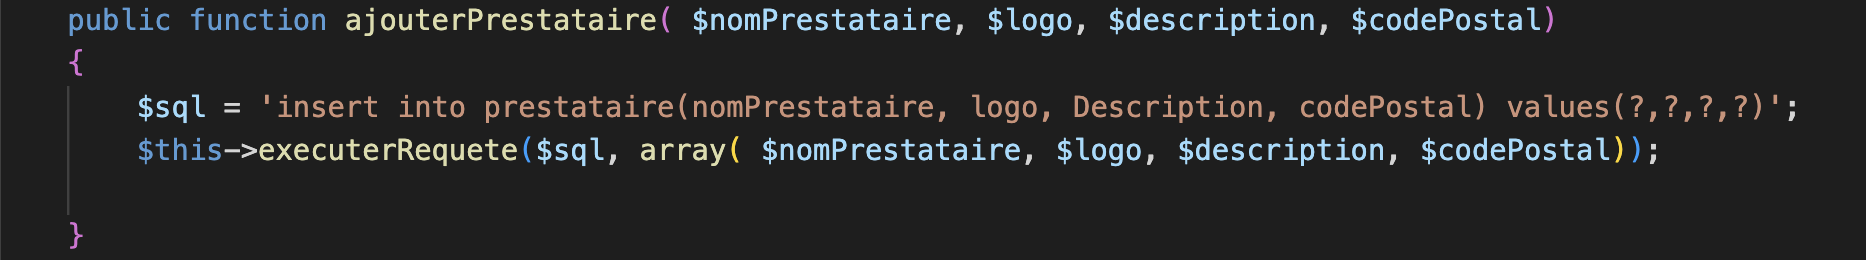 public function ajouterPrestataire( $nomPrestataire, $logo, $description, $codePostal)
{
$sql = 'insert into prestataire(nomPrestataire, logo, Description, codePostal) values(?,?,?,?)';
$this->executerRequete($sql, array( $nomPrestataire, $logo, $description, $codePostal));
}